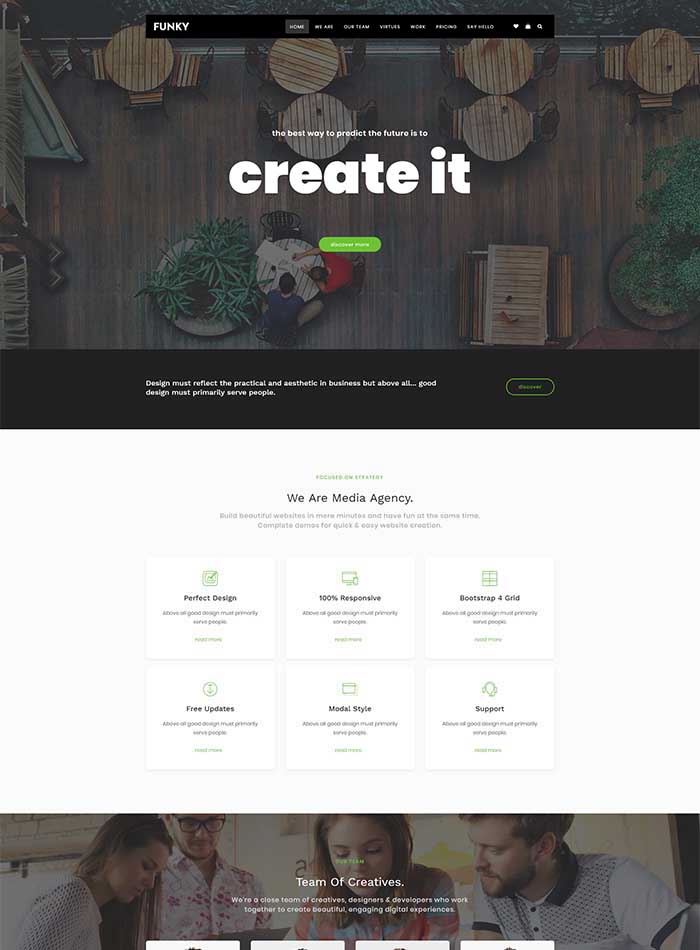 FUNKY
HOME WE ARE OUR TEAM VIRTUES WORK PRICING SAY HELLO
the best way to predict the future is to
create it
discover more
Design must reflect the practical and aesthetic in business but above all... good
design must primarily serve people.
discover
FOCUSED ON STRATEGY
We Are Media Agency.
Build beautiful websites in mere minutes and have fun at the same time.
Complete demos for quick & easy website creation.
Perfect Design
Above all good design must primarily
serve people.
read more
100% Responsive
Above all good design must primarily
serve people.
read more
Bootstrap 4 Grid
Above all good design must primarily
serve people.
read more
Free Updates
Above all good design must primarily
serve people.
read more
Modal Style
Above all good design must primarily
serve people.
read more
Support
Above all good design must primarily
serve people.
read more
OUR TEAM
Team Of Creatives.
We're a close team of creatives, designers & developers who work
together to create beautiful, engaging digital experiences.